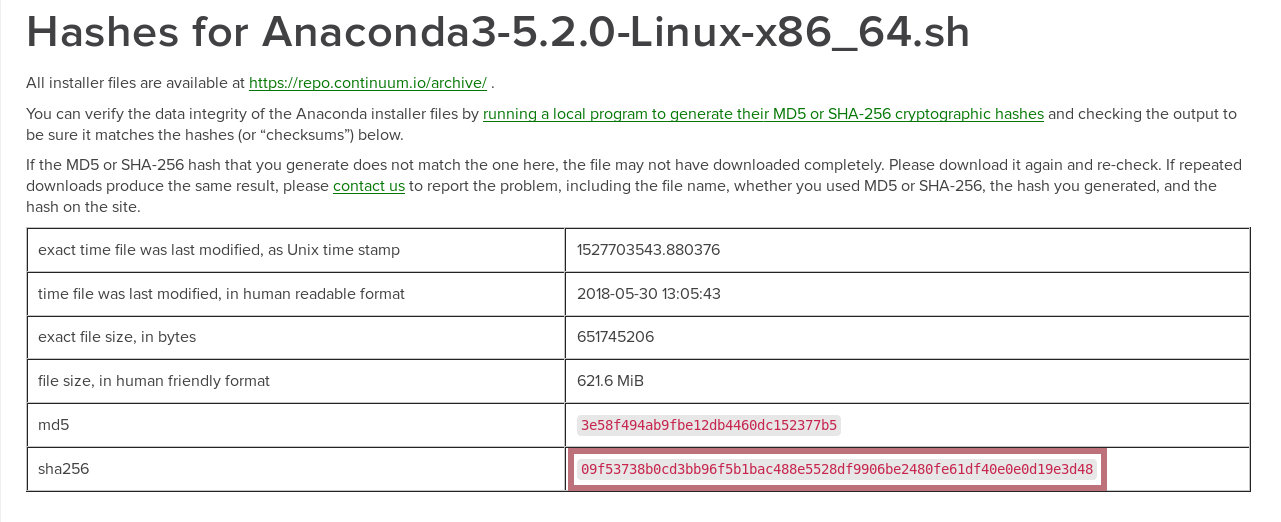 Hashes for Anaconda3-5.2.0-Linux-x86_64.sh
All installer files are available at https://repo.continuum.io/archive/ .
You can verify the data integrity of the Anaconda installer files by running a local program to generate their MD5 or SHA-256 cryptographic hashes and checking the output to
be sure it matches the hashes (or “checksums”) below.
If the MD5 or SHA-256 hash that you generate does not match the one here, the file may not have downloaded completely. Please download it again and re-check. If repeated
downloads produce the same result, please contact us to report the problem, including the file name, whether you used MD5 or SHA-256, the hash you generated, and the
hash on the site.
exact time file was last modified, as Unix time stamp 1527703543.880376
time file was last modified, in human readable format 2018-05-30 13:05:43
exact file size, in bytes 651745206
file size, in human friendly format 621.6 MiB
md5 3e58f494ab9fbe12db4460dc152377b5
sha256 09f53738b0cd3bb96f5b1bac488e5528df9906be2480fe61df40e0e0d19e3d48